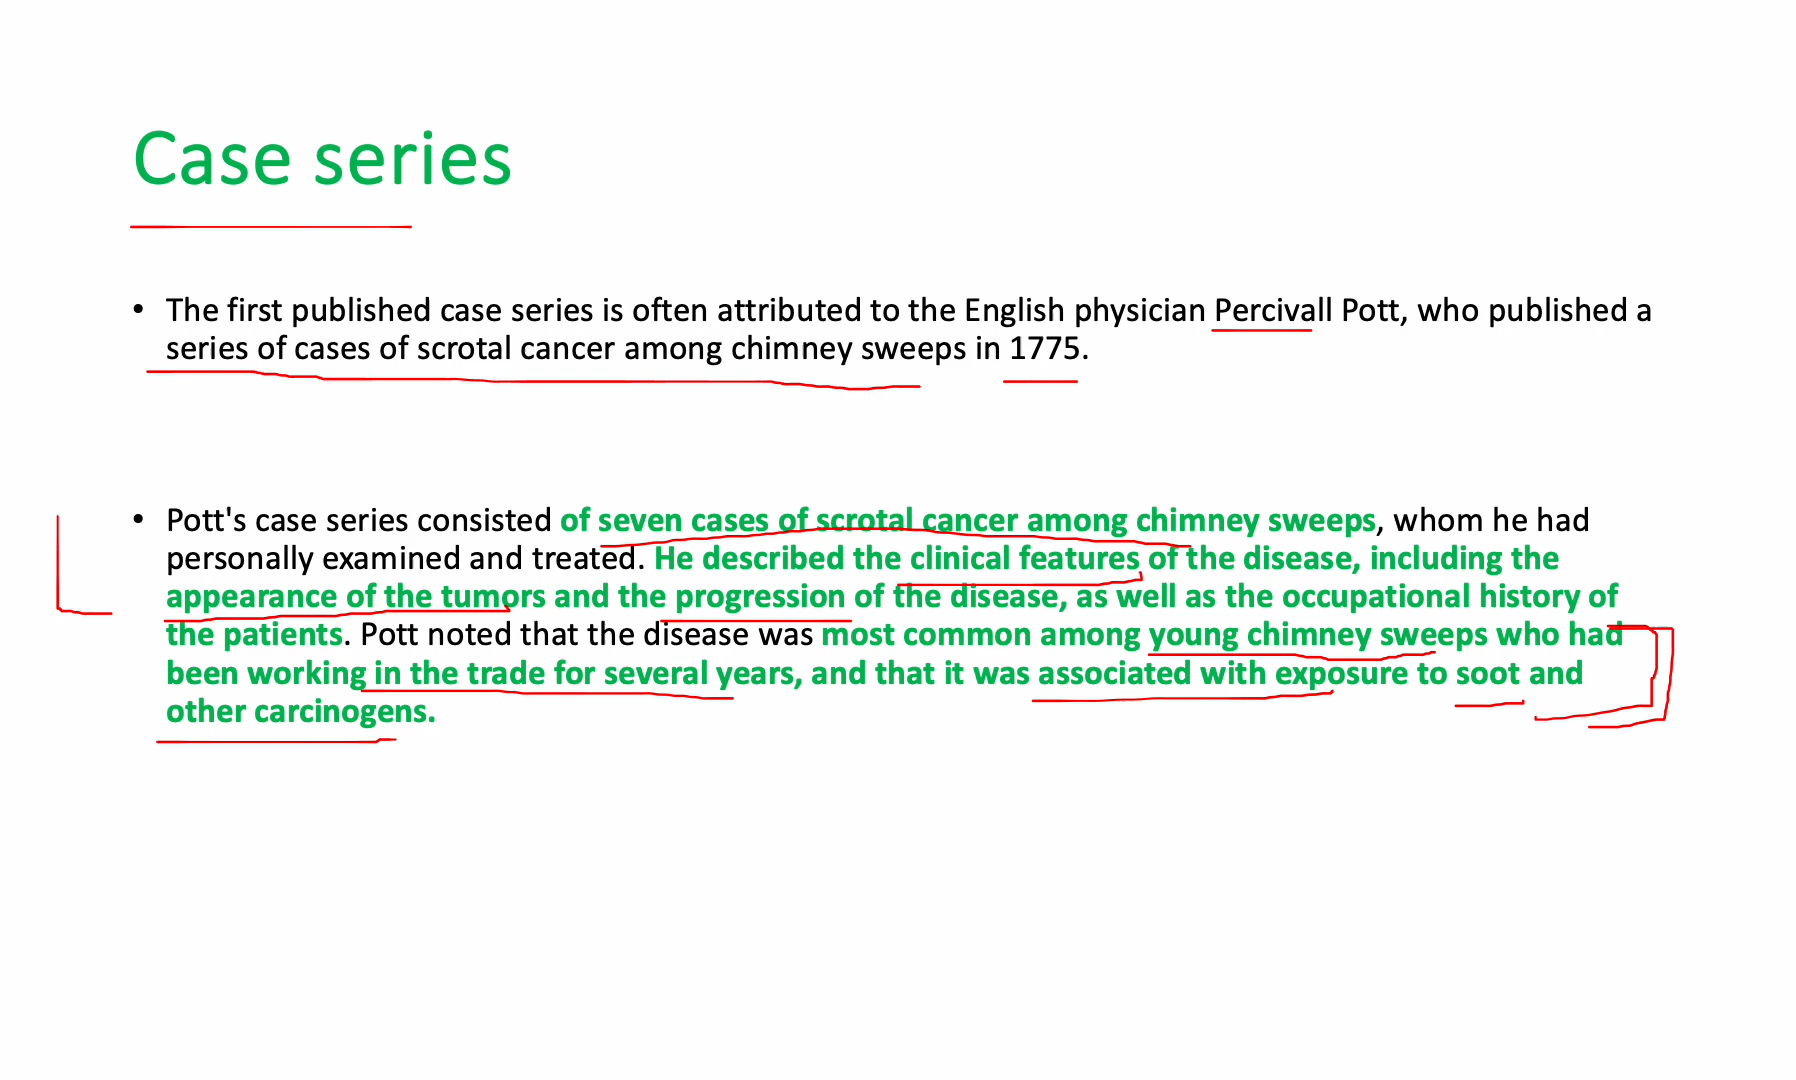 Case series
• The first published case series is often attributed to the English physician Percivall Pott, who published a
series of cases of scrotal cancer among chimney sweeps in 1775.
• Pott's case series consisted of seven cases of scrotal cancer among chimney sweeps, whom he had
personally examined and treated. He described the clinical features of the disease, including the
appearance of the tumors and the progression of the disease, as well as the occupational history of
the patients. Pott noted that the disease was most common among young chimney sweeps who had
been working in the trade for several years, and that it was associated with exposure to soot and
other carcinogens.